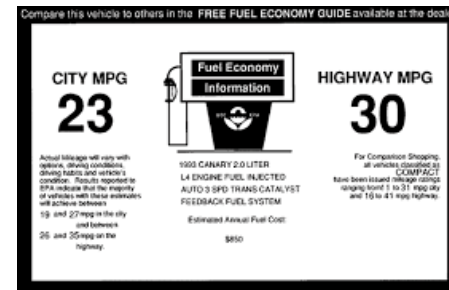 Compare this vehicle to others in the FREE FUEL ECONOMY GUIDE available at the deal
CITY MPG
23
Fuel Economy
Information
HIGHWAY MPG
30
Actual Mileage will vary with
options, driving conditions,
driving habits and vehicle's
condition. Results reported to
EPA indicate that the majority
of vehicles with these estimates
will achieve between
19 and 27 mpg in the city
and between
26 and 35 mpg on the
highway.
1993 CANARY 2.0 LITER
L4 ENGINE FUEL INJECTED
AUTO 3 SPD TRANS CATALYST
FEEDBACK FUEL SYSTEM
Estimated Annual Fuel Cost:
$850
For Comparison Shopping,
all vehicles classified as
COMPACT
have been issued mileage ratings
ranging from 1 to 31 mpg city
and 16 to 41 mpg highway.